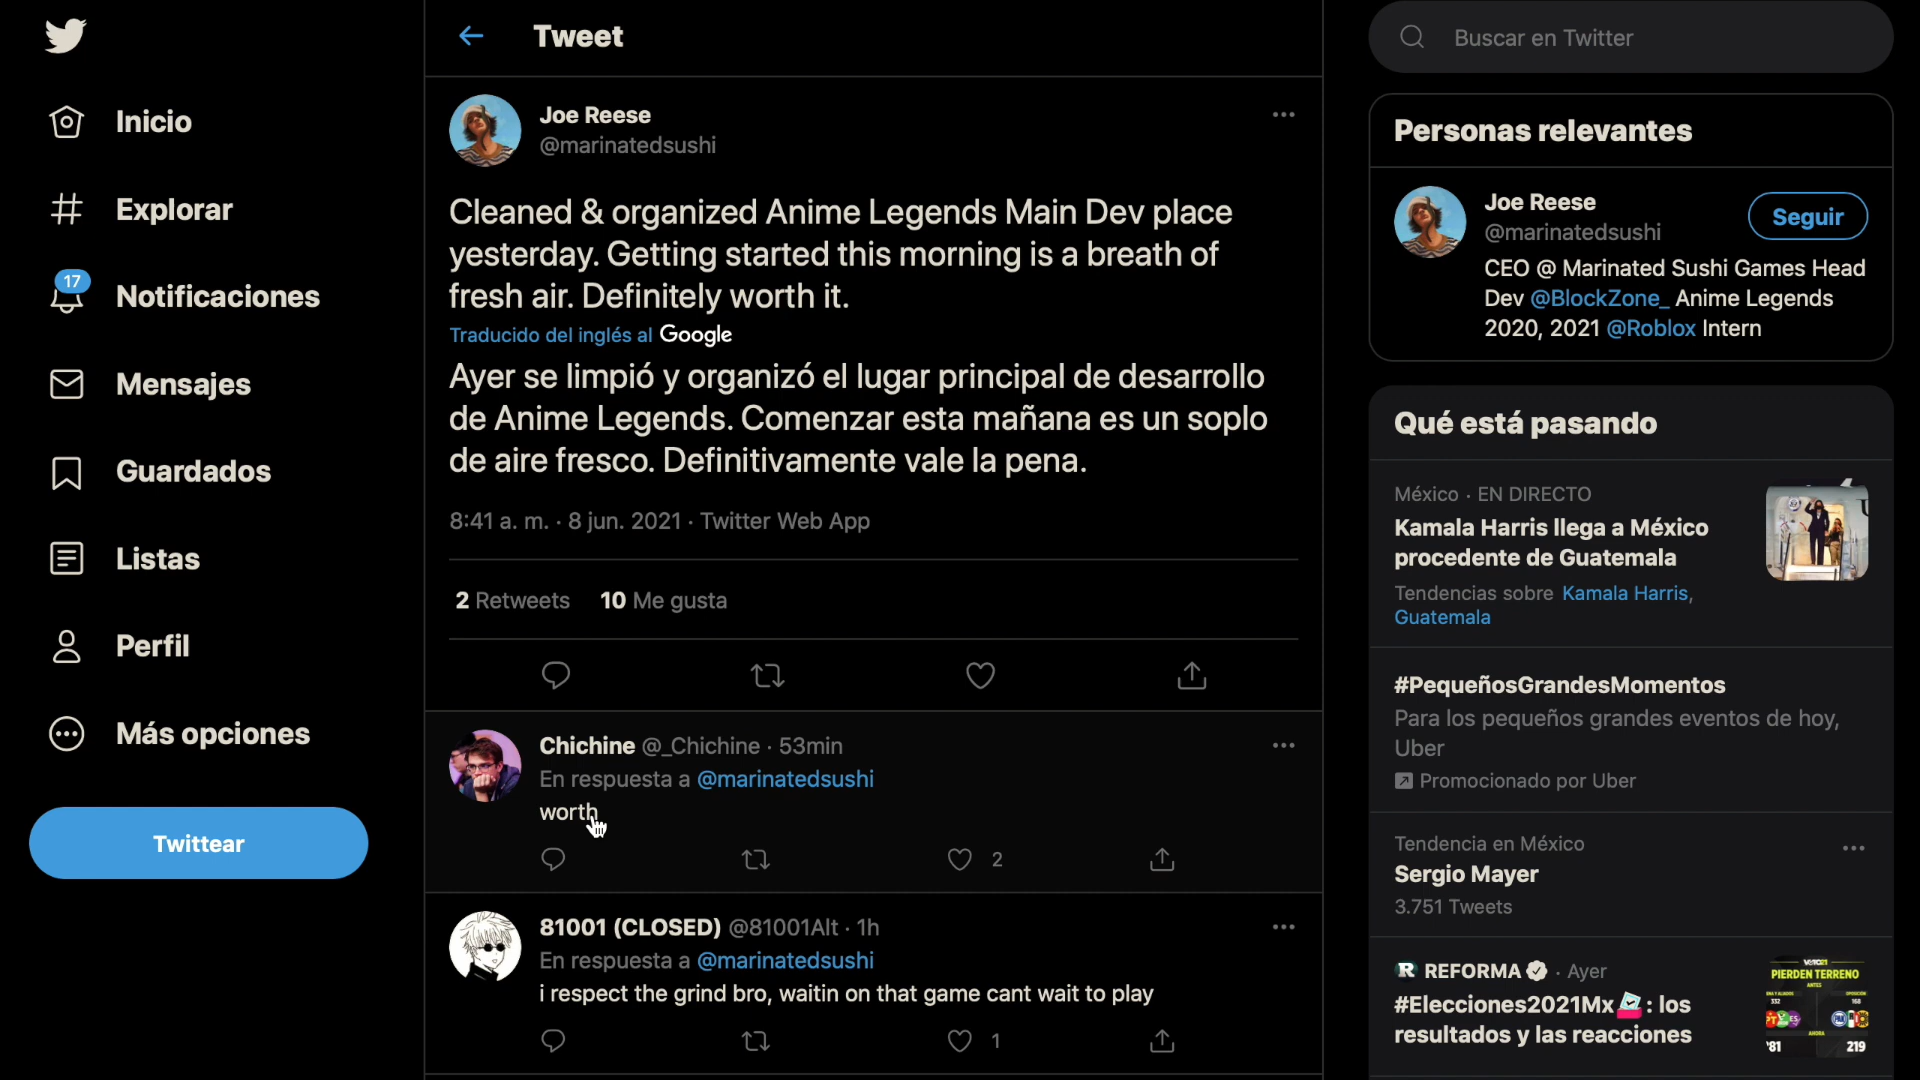 Inicio
Explorar
17
Notificaciones
Mensajes
Guardados
Listas
Perfil
Más opciones
Twittear
Tweet
Joe Reese
@marinatedsushi
Cleaned & organized Anime Legends Main Dev place
yesterday. Getting started this morning is a breath of
fresh air. Definitely worth it.
Traducido del inglés al Google
Ayer se limpió y organizó el lugar principal de desarrollo
de Anime Legends. Comenzar esta mañana es un soplo
de aire fresco. Definitivamente vale la pena.
8:41 a. m. · 8 jun. 2021 · Twitter Web App
2 Retweets 10 Me gusta
Chichine @_Chichine · 53min
En respuesta a @marinatedsushi
worth
2
81001 (CLOSED) @81001Alt · 1h
En respuesta a @marinatedsushi
i respect the grind bro, waitin on that game cant wait to play
1
Buscar en Twitter
Personas relevantes
Joe Reese
@marinatedsushi
Seguir
CEO @ Marinated Sushi Games Head
Dev @BlockZone_ Anime Legends
2020, 2021 @Roblox Intern
Qué está pasando
México · EN DIRECTO
Kamala Harris llega a México
procedente de Guatemala
Tendencias sobre Kamala Harris,
Guatemala
#PequeñosGrandesMomentos
Para los pequeños grandes eventos de hoy,
Uber
Promocionado por Uber
Tendencia en México
Sergio Mayer
3.751 Tweets
R REFORMA · Ayer
#Elecciones2021Mx : los
resultados y las reacciones
PIERDEN TERRENO
ANTES
332 168
PT PAN
AHORA
219